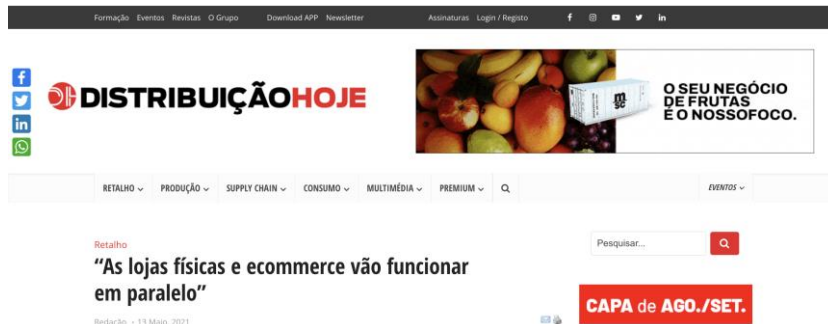 Formação Eventos Revistas O Grupo Download APP Newsletter Assinaturas Login / Registo
DISTRIBUIÇÃOHOJE
msc
O SEU NEGÓCIO
DE FRUTAS
É O NOSSOFOCO.
RETALHO PRODUÇÃO SUPPLY CHAIN CONSUMO MULTIMÉDIA PREMIUM EVENTOS
Retalho
“As lojas físicas e ecommerce vão funcionar
em paralelo”
Redação • 13 Maio, 2021
Pesquisar...
CAPA de AGO./SET.